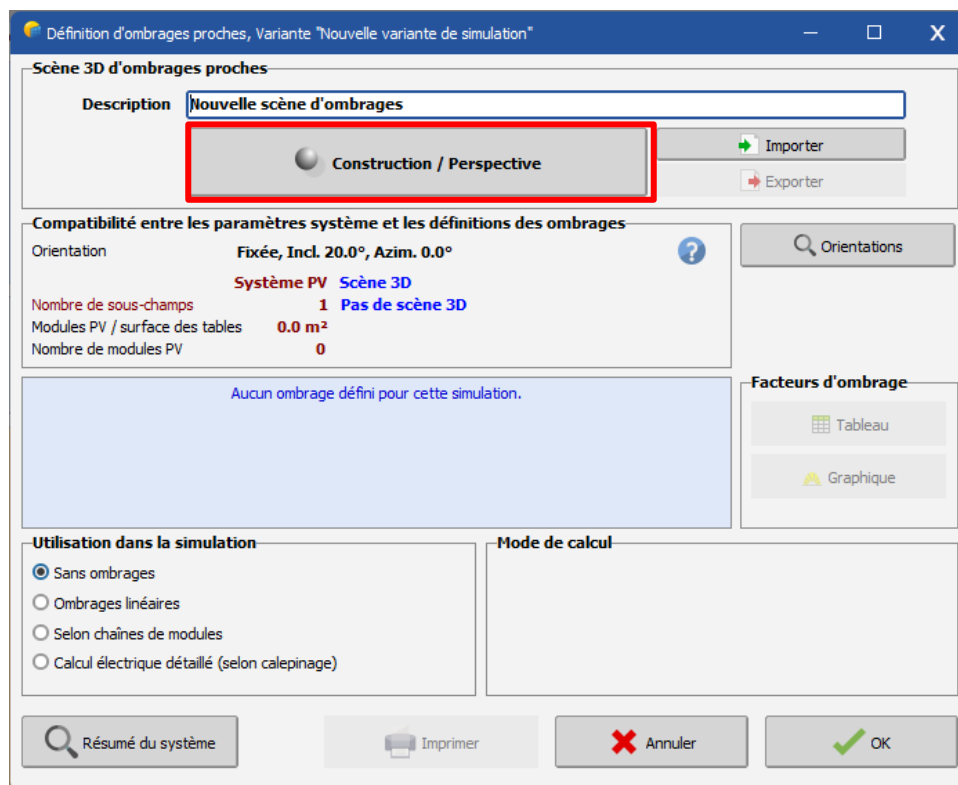 Définition d'ombrages proches, Variante "Nouvelle variante de simulation"
Scène 3D d'ombrages proches
Description Nouvelle scène d'ombrages
Construction / Perspective
Importer
Exporter
Compatibilité entre les paramètres système et les définitions des ombrages
Orientation Fixée, Incl. 20.0°, Azim. 0.0°
Orientations
Système PV Scène 3D
Nombre de sous-champs 1 Pas de scène 3D
Modules PV / surface des tables 0.0 m²
Nombre de modules PV 0
Aucun ombrage défini pour cette simulation.
Facteurs d'ombrage
Tableau
Graphique
Utilisation dans la simulation
Sans ombrages
Ombrages linéaires
Selon chaînes de modules
Calcul électrique détaillé (selon calepinage)
Mode de calcul
Résumé du système
Imprimer
Annuler
OK